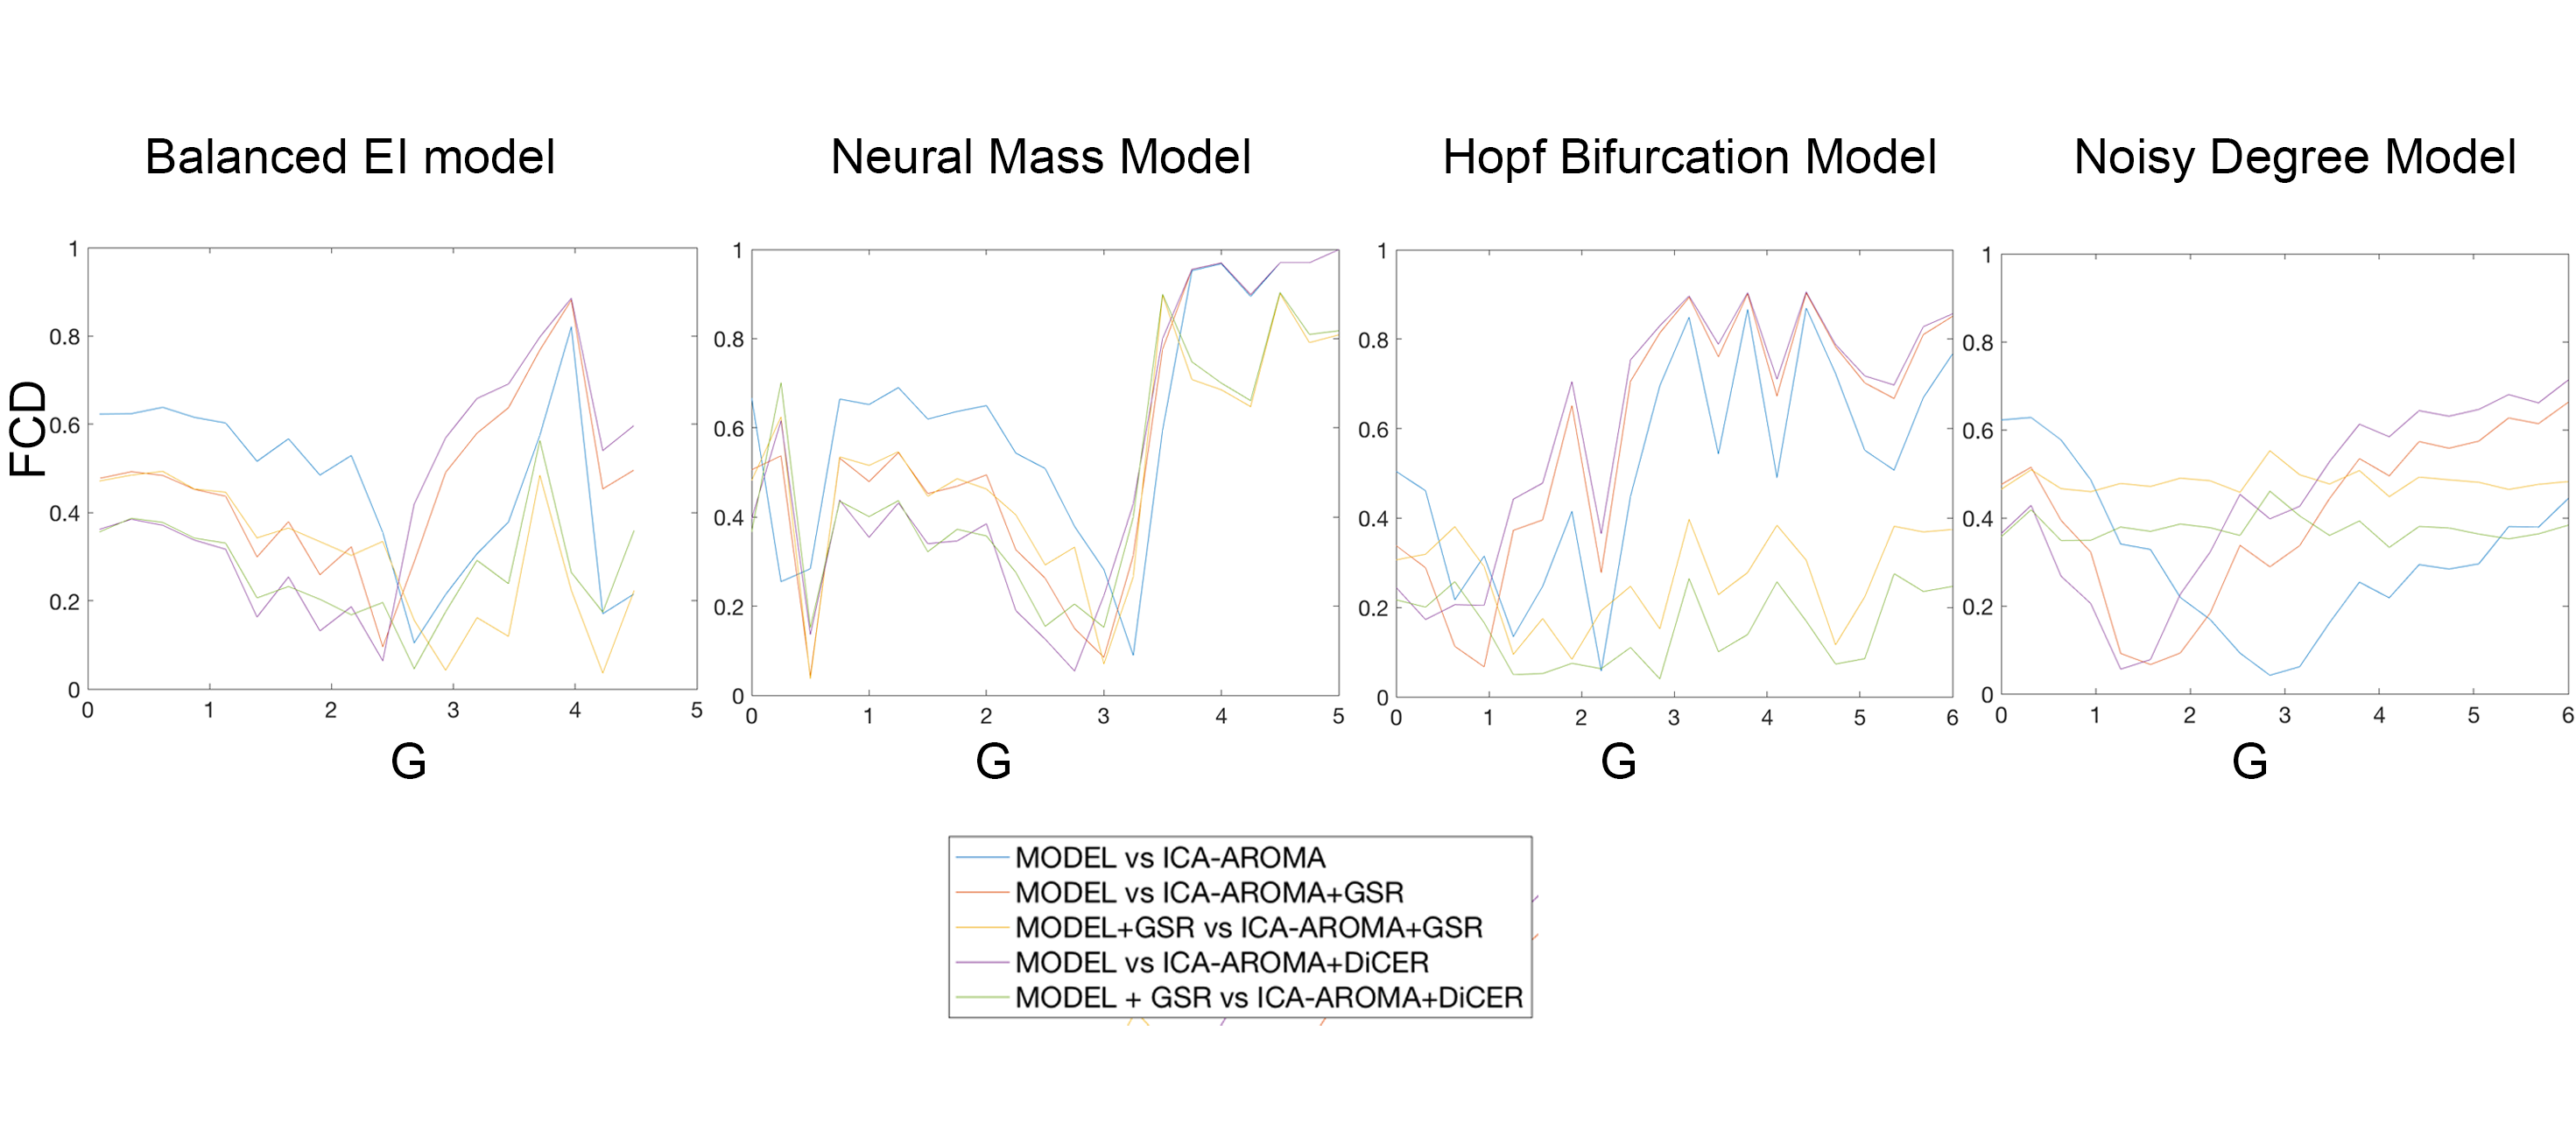 Balanced EI model
Neural Mass Model
Hopf Bifurcation Model
Noisy Degree Model
FCD
1
0.8
0.6
0.4
0.2
0
0 1 2 3 4 5
G
1
0.8
0.6
0.4
0.2
0
0 1 2 3 4 5
G
1
0.8
0.6
0.4
0.2
0
0 1 2 3 4 5 6
G
1
0.8
0.6
0.4
0.2
0
0 1 2 3 4 5 6
G
MODEL vs ICA-AROMA
MODEL vs ICA-AROMA+GSR
MODEL+GSR vs ICA-AROMA+GSR
MODEL vs ICA-AROMA+DiCER
MODEL + GSR vs ICA-AROMA+DiCER